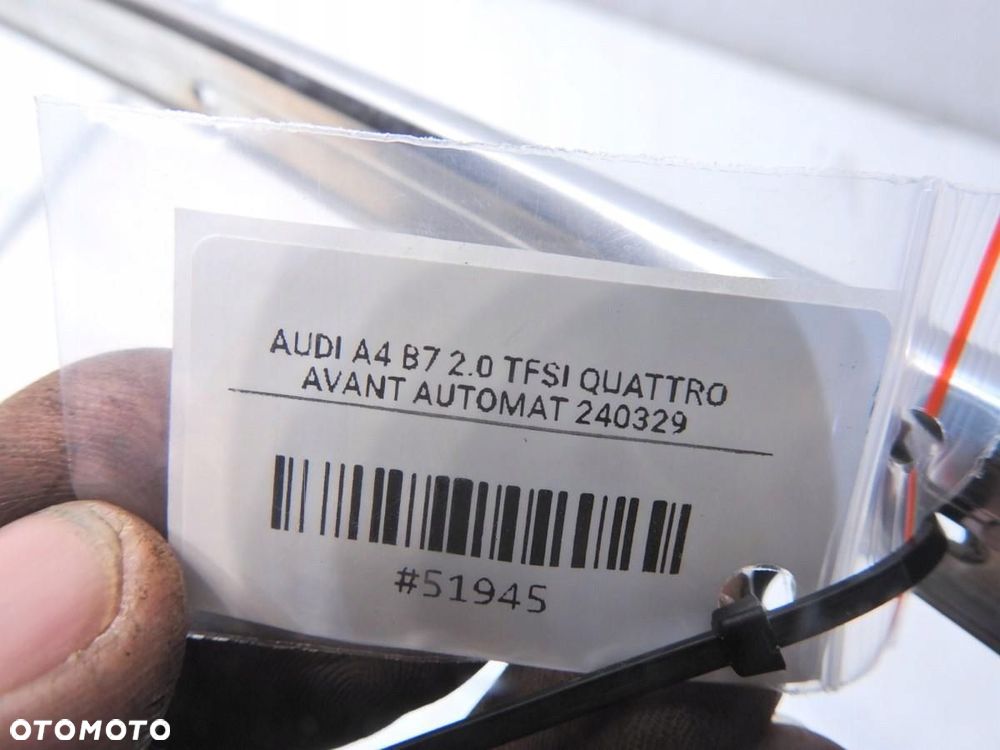 AUDI A4 B7 2.0 TFSI QUATTRO
AVANT AUTOMAT 240329
#51945
OTOMOTO